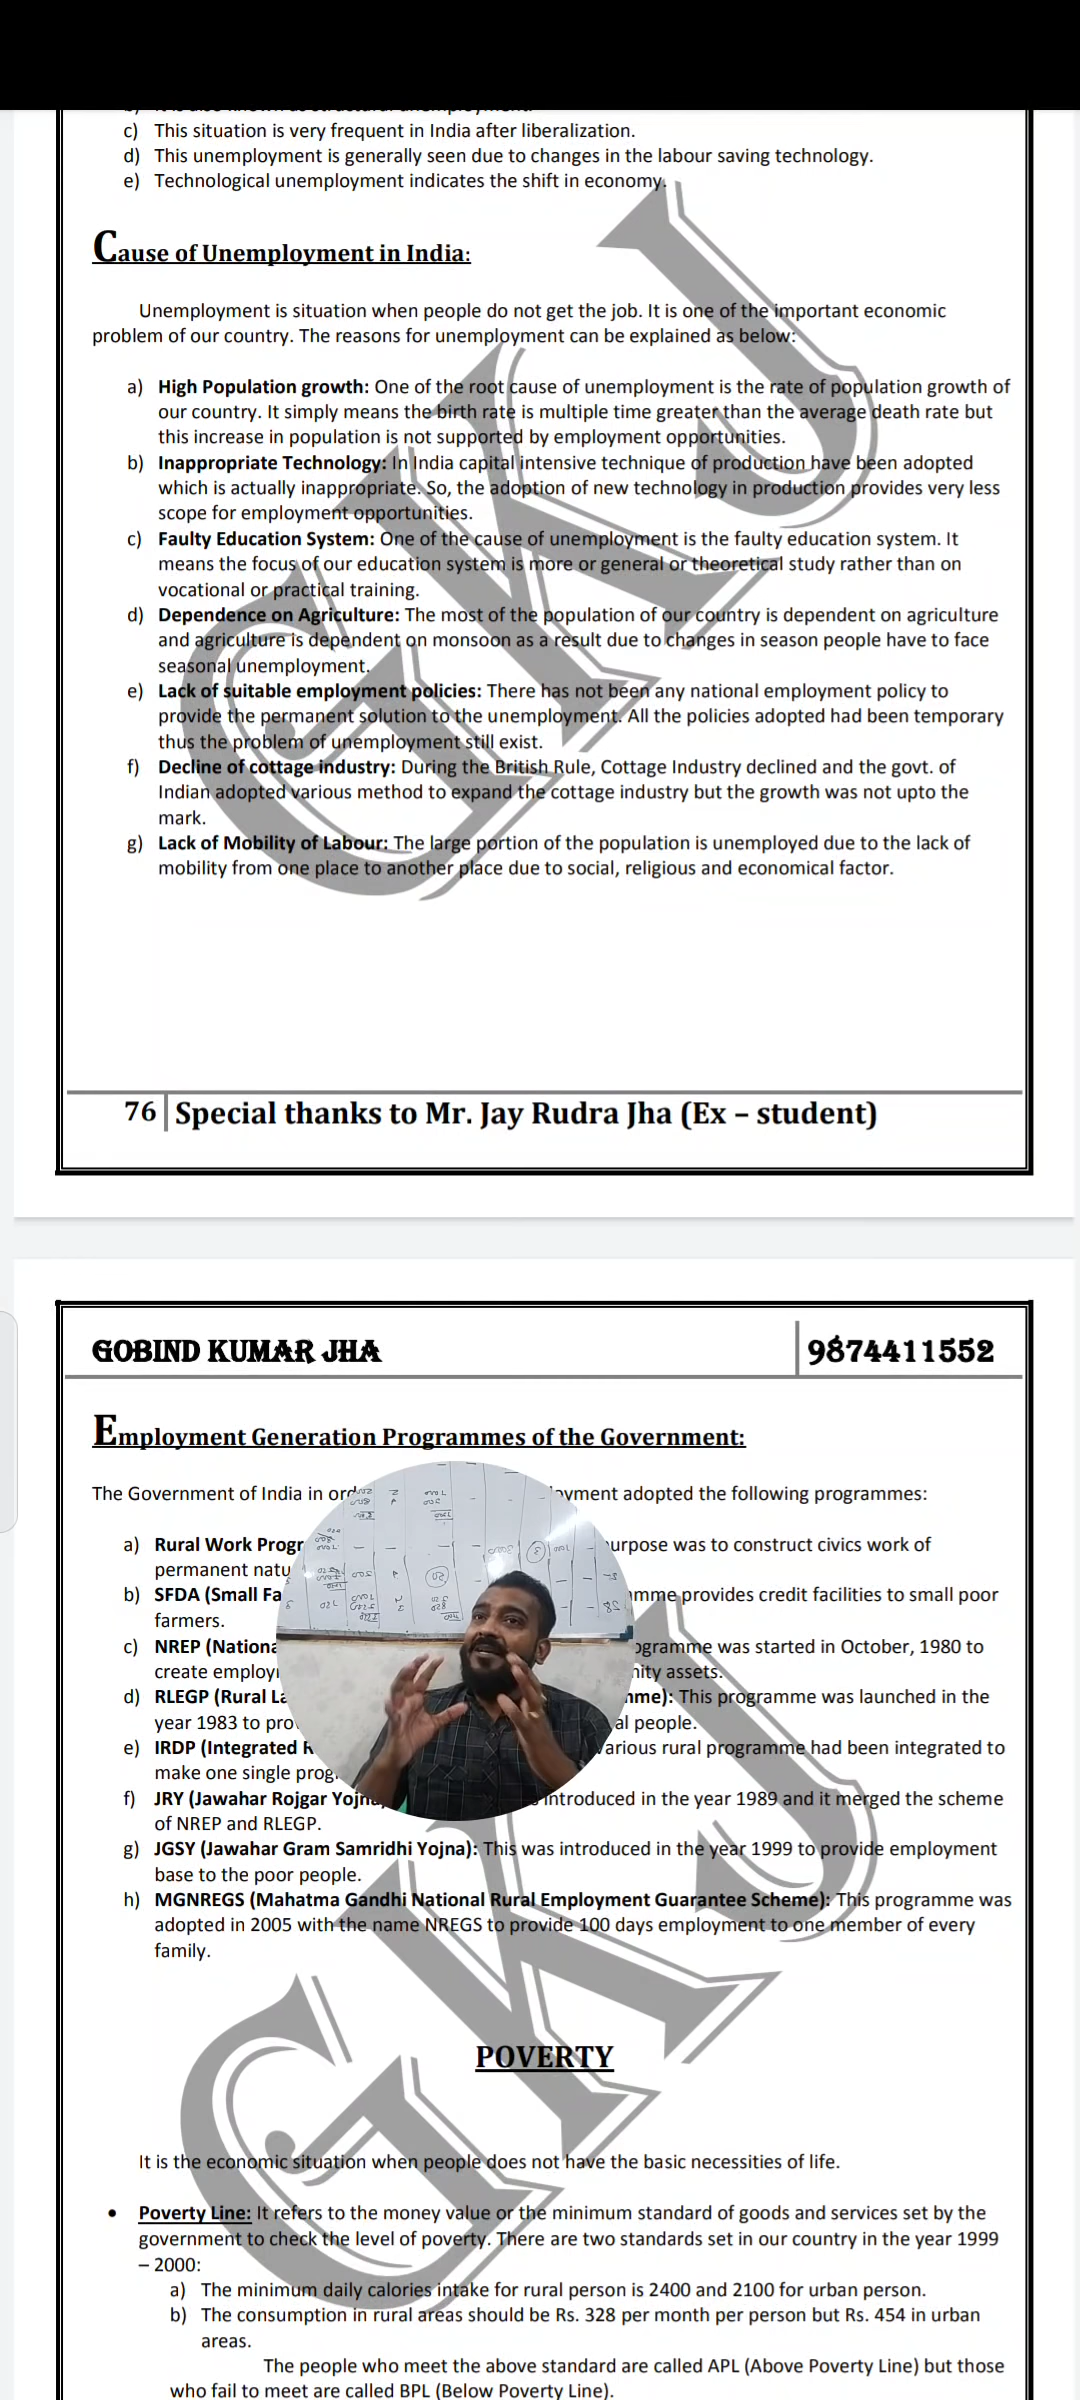 c) This situation is very frequent in India after liberalization.
d) This unemployment is generally seen due to changes in the labour saving technology.
e) Technological unemployment indicates the shift in economy.
Cause of Unemployment in India:
Unemployment is situation when people do not get the job. It is one of the important economic
problem of our country. The reasons for unemployment can be explained as below:
a) High Population growth: One of the root cause of unemployment is the rate of population growth of
our country. It simply means the birth rate is multiple time greater than the average death rate but
this increase in population is not supported by employment opportunities.
b) Inappropriate Technology: In India capital intensive technique of production have been adopted
which is actually inappropriate. So, the adoption of new technology in production provides very less
scope for employment opportunities.
c) Faulty Education System: One of the cause of unemployment is the faulty education system. It
means the focus of our education system is more or general or theoretical study rather than on
vocational or practical training.
d) Dependence on Agriculture: The most of the population of our country is dependent on agriculture
and agriculture is dependent on monsoon as a result due to changes in season people have to face
seasonal unemployment.
e) Lack of suitable employment policies: There has not been any national employment policy to
provide the permanent solution to the unemployment. All the policies adopted had been temporary
thus the problem of unemployment still exist.
f) Decline of cottage industry: During the British Rule, Cottage Industry declined and the govt. of
Indian adopted various method to expand the cottage industry but the growth was not upto the
mark.
g) Lack of Mobility of Labour: The large portion of the population is unemployed due to the lack of
mobility from one place to another place due to social, religious and economical factor.
GKJ
76 Special thanks to Mr. Jay Rudra Jha (Ex – student)
GOBIND KUMAR JHA 9874411552
Employment Generation Programmes of the Government:
The Government of India in adopted the following programmes:
a) Rural Work purpose was to construct civics work of
permanent
b) SFDA (Small provides credit facilities to small poor
farmers.
c) NREP was started in October, 1980 to
create assets.
d) RLEGP (Rural This programme was launched in the
year 1983 to people.
e) IRDP (Integrated various rural programme had been integrated to
make one single
f) JRY (Jawahar Rojgar introduced in the year 1989 and it merged the scheme
of NREP and RLEGP.
g) JGSY (Jawahar Gram Samridhi Yojna): This was introduced in the year 1999 to provide employment
base to the poor people.
h) MGNREGS (Mahatma Gandhi National Rural Employment Guarantee Scheme): This programme was
adopted in 2005 with the name NREGS to provide 100 days employment to one member of every
family.
GKJ
POVERTY
It is the economic situation when people does not have the basic necessities of life.
• Poverty Line: It refers to the money value or the minimum standard of goods and services set by the
government to check the level of poverty. There are two standards set in our country in the year 1999
– 2000:
a) The minimum daily calories intake for rural person is 2400 and 2100 for urban person.
b) The consumption in rural areas should be Rs. 328 per month per person but Rs. 454 in urban
areas.
The people who meet the above standard are called APL (Above Poverty Line) but those
who fail to meet are called BPL (Below Poverty Line).